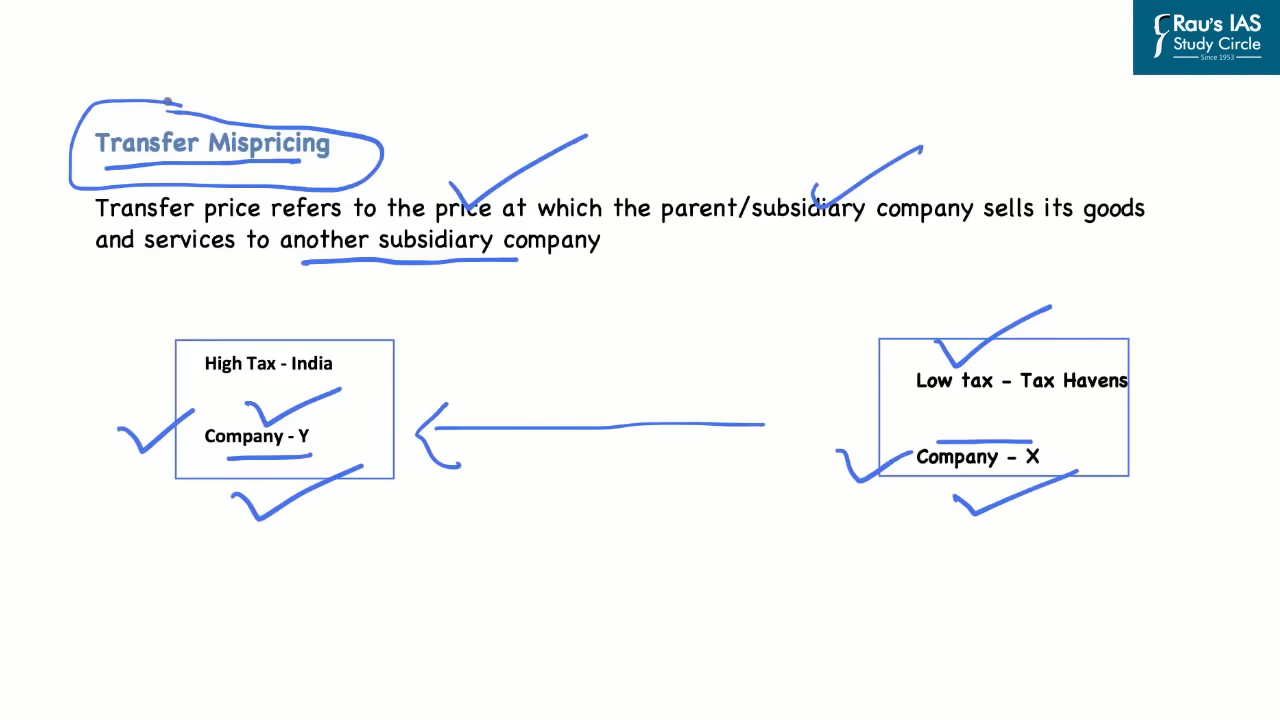 Rau's IAS
Study Circle
Since 1953
Transfer Mispricing
Transfer price refers to the price at which the parent/subsidiary company sells its goods
and services to another subsidiary company
High Tax - India
Company - Y
Low tax - Tax Havens
Company - X